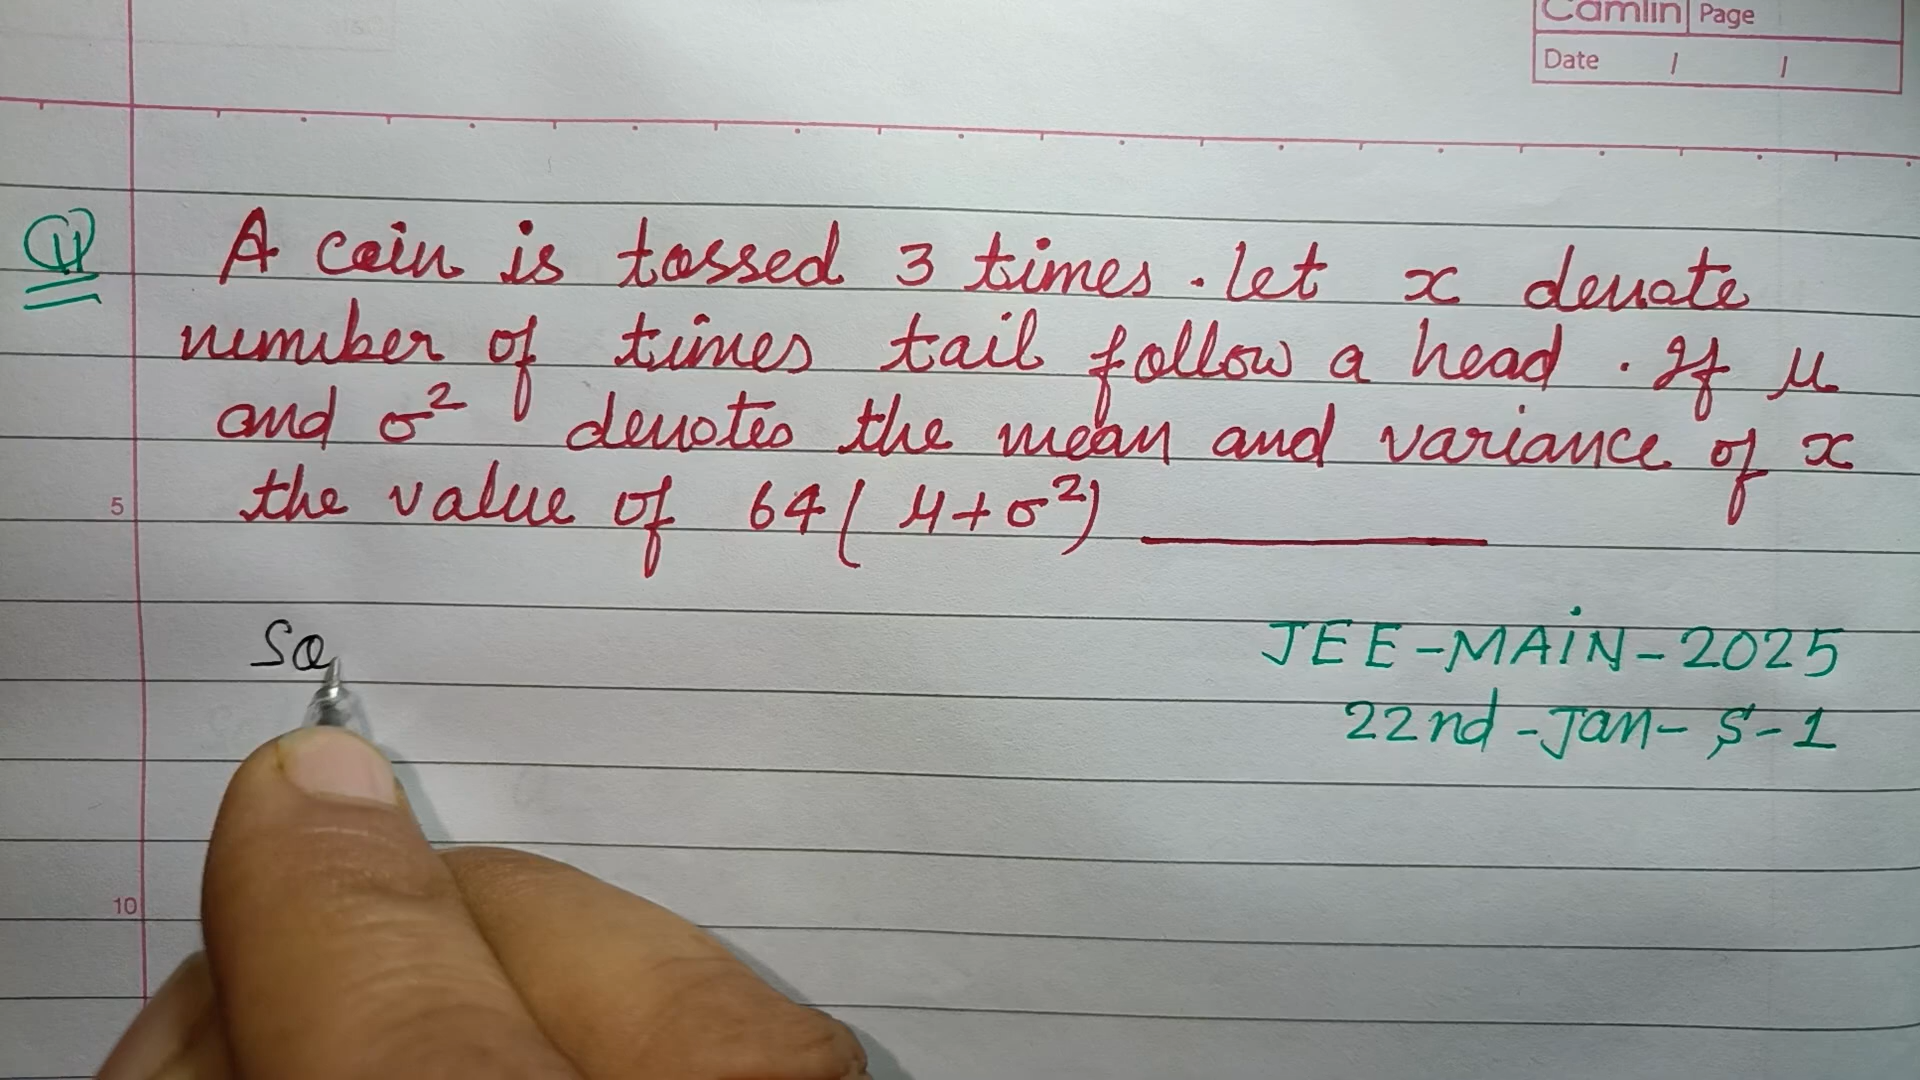 Camlin Page
Date / /
Q
A coin is tossed 3 times. let x denote
number of times tail follow a head. If μ
and σ² denotes the mean and variance of x
5 the value of 64(μ+σ²) ________
So
JEE-MAIN-2025
22nd-Jan-S-1
10